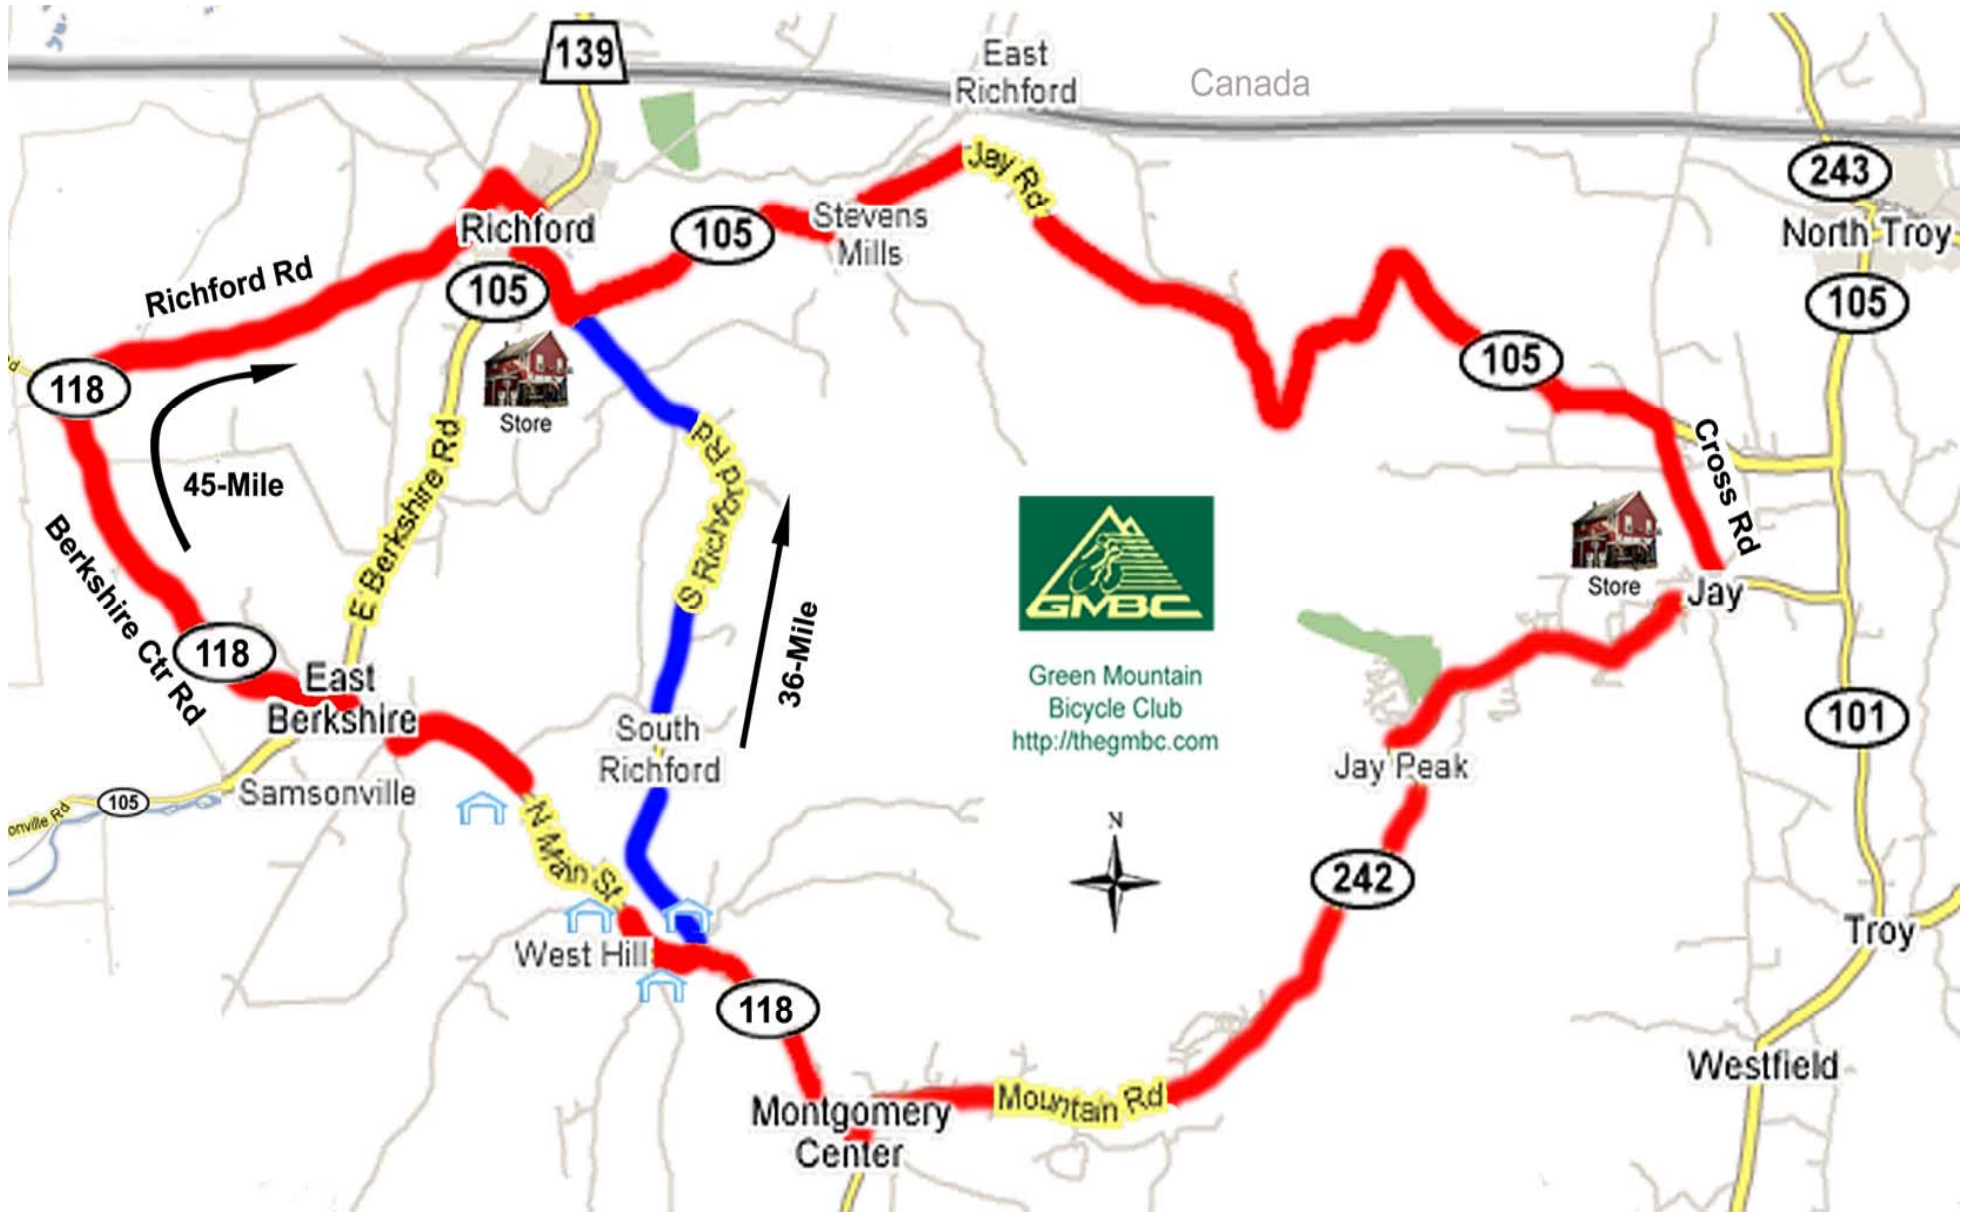 139
East
Richford
Canada
Jay Rd
243
North Troy
Richford
105
Stevens
Mills
Richford Rd
105
105
118
Store
105
45-Mile
S Richford Rd
Cross Rd
E Berkshire Rd
Berkshire Ctr Rd
GMBC
Store
Jay
118
36-Mile
East
Berkshire
Green Mountain
Bicycle Club
http://thegmbc.com
South
Richford
101
Jay Peak
Samsonville
105
onville Rd
N Main St
N
242
West Hill
Troy
118
Westfield
Mountain Rd
Montgomery
Center